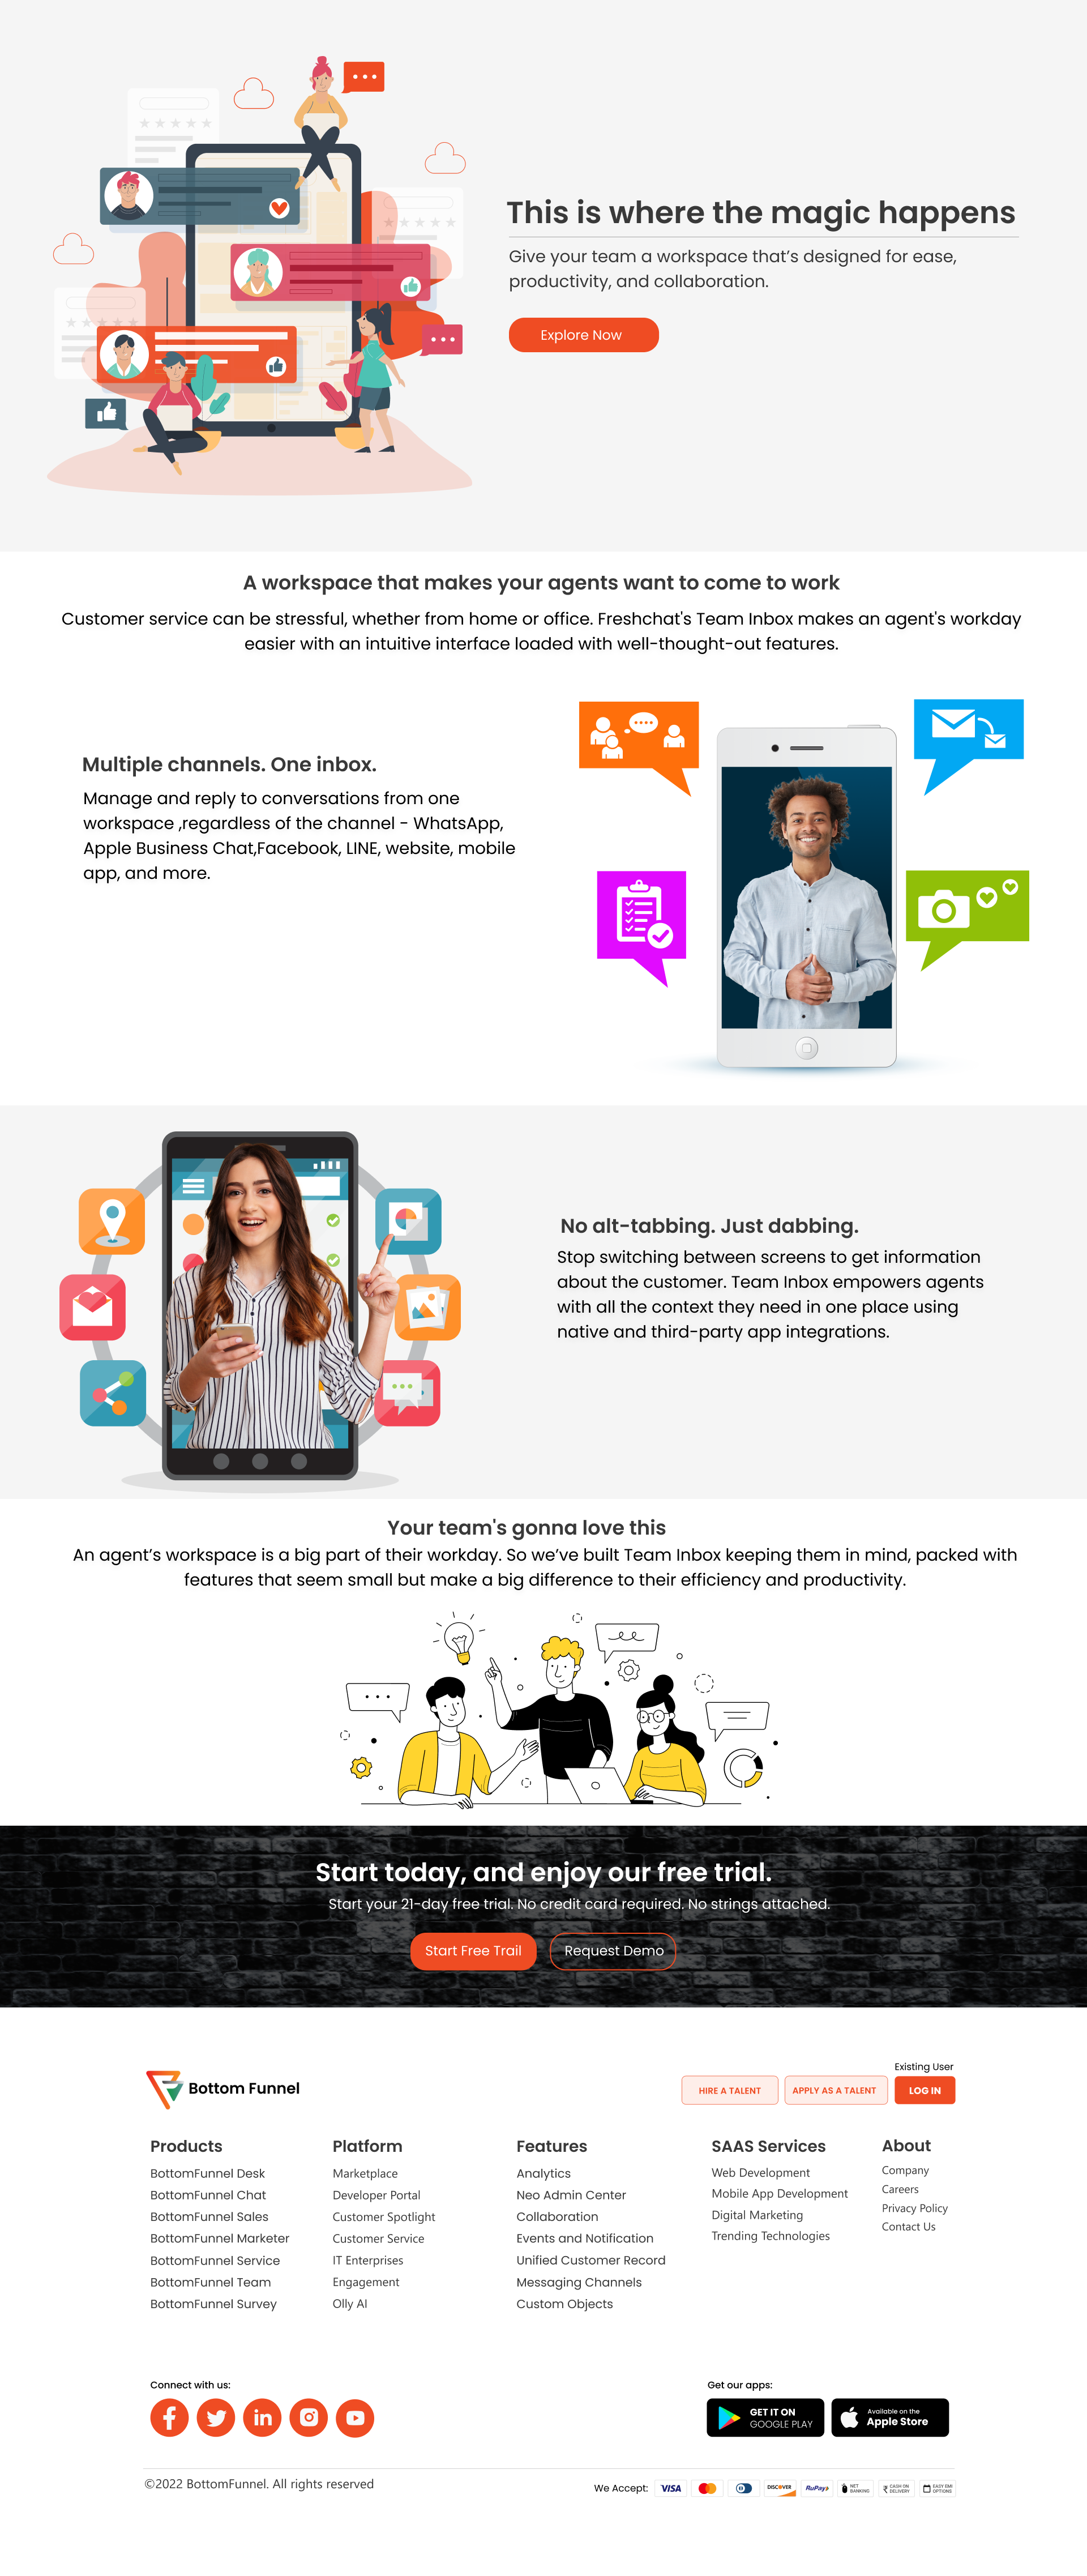 This is where the magic happens
Give your team a workspace that’s designed for ease,
productivity, and collaboration.
Explore Now
A workspace that makes your agents want to come to work
Customer service can be stressful, whether from home or office. Freshchat's Team Inbox makes an agent's workday
easier with an intuitive interface loaded with well-thought-out features.
Multiple channels. One inbox.
Manage and reply to conversations from one
workspace ,regardless of the channel - WhatsApp,
Apple Business Chat,Facebook, LINE, website, mobile
app, and more.
No alt-tabbing. Just dabbing.
Stop switching between screens to get information
about the customer. Team Inbox empowers agents
with all the context they need in one place using
native and third-party app integrations.
Your team's gonna love this
An agent’s workspace is a big part of their workday. So we’ve built Team Inbox keeping them in mind, packed with
features that seem small but make a big difference to their efficiency and productivity.
Start today, and enjoy our free trial.
Start your 21-day free trial. No credit card required. No strings attached.
Start Free Trail
Request Demo
Bottom Funnel
Existing User
HIRE A TALENT
APPLY AS A TALENT
LOG IN
Products
BottomFunnel Desk
BottomFunnel Chat
BottomFunnel Sales
BottomFunnel Marketer
BottomFunnel Service
BottomFunnel Team
BottomFunnel Survey
Platform
Marketplace
Developer Portal
Customer Spotlight
Customer Service
IT Enterprises
Engagement
Olly AI
Features
Analytics
Neo Admin Center
Collaboration
Events and Notification
Unified Customer Record
Messaging Channels
Custom Objects
SAAS Services
Web Development
Mobile App Development
Digital Marketing
Trending Technologies
About
Company
Careers
Privacy Policy
Contact Us
Connect with us:
Get our apps:
GET IT ON
GOOGLE PLAY
Available on the
Apple Store
©2022 BottomFunnel. All rights reserved
We Accept:
VISA
DISCOVER
RuPay
NET
BANKING
CASH ON
DELIVERY
EASY EMI
OPTIONS